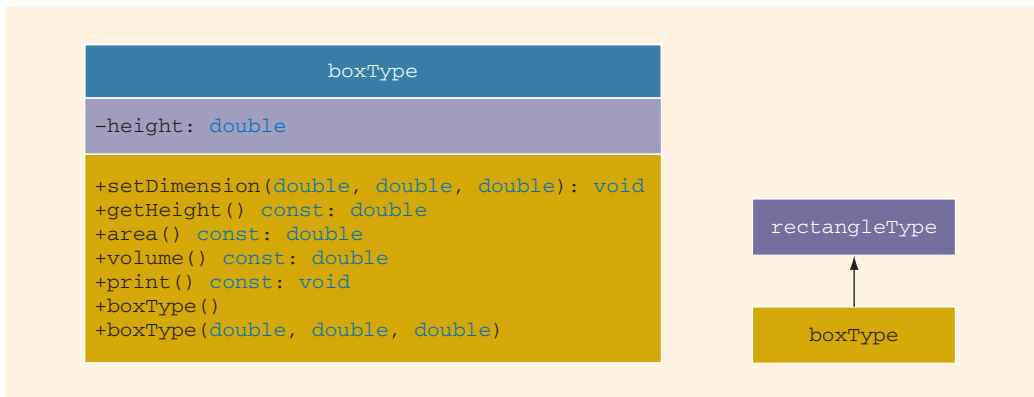 boxType
-height: double
+setDimension(double, double, double): void
+getHeight() const: double
+area() const: double
+volume() const: double
+print() const: void
+boxType()
+boxType(double, double, double)
rectangleType
boxType